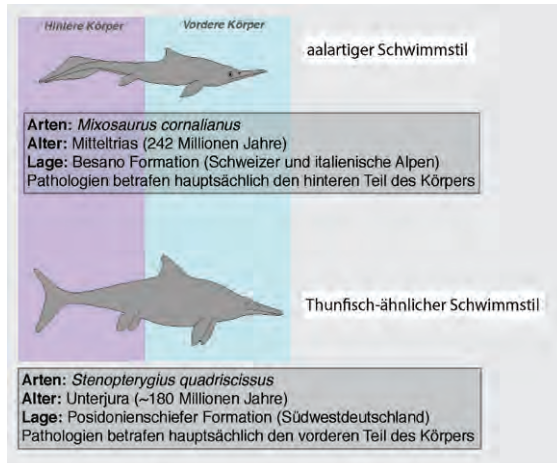 Hintere Körper Vordere Körper
aalartiger Schwimmstil
Arten: Mixosaurus cornalianus
Alter: Mitteltrias (242 Millionen Jahre)
Lage: Besano Formation (Schweizer und italienische Alpen)
Pathologien betrafen hauptsächlich den hinteren Teil des Körpers
Thunfisch-ähnlicher Schwimmstil
Arten: Stenopterygius quadriscissus
Alter: Unterjura (~180 Millionen Jahre)
Lage: Posidonienschiefer Formation (Südwestdeutschland)
Pathologien betrafen hauptsächlich den vorderen Teil des Körpers